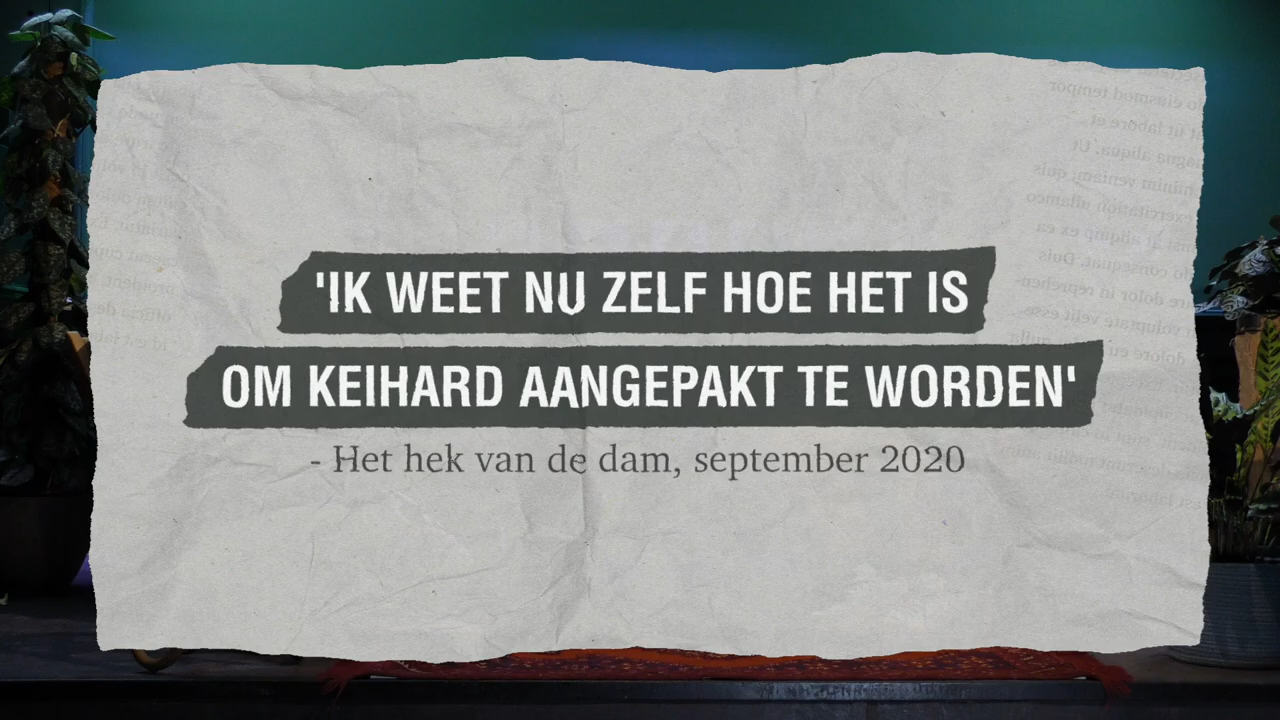 'IK WEET NU ZELF HOE HET IS
OM KEIHARD AANGEPAKT TE WORDEN'
- Het hek van de dam, september 2020